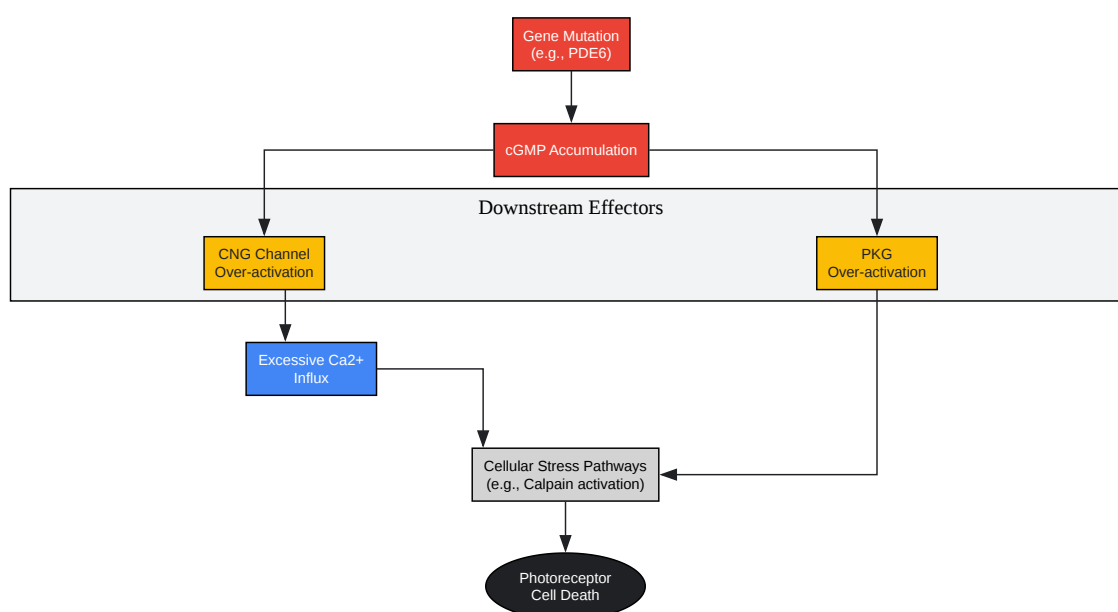 Gene Mutation
(e.g., PDE6)
cGMP Accumulation
Downstream Effectors
CNG Channel
Over-activation
PKG
Over-activation
Excessive Ca2+
Influx
Cellular Stress Pathways
(e.g., Calpain activation)
Photoreceptor
Cell Death